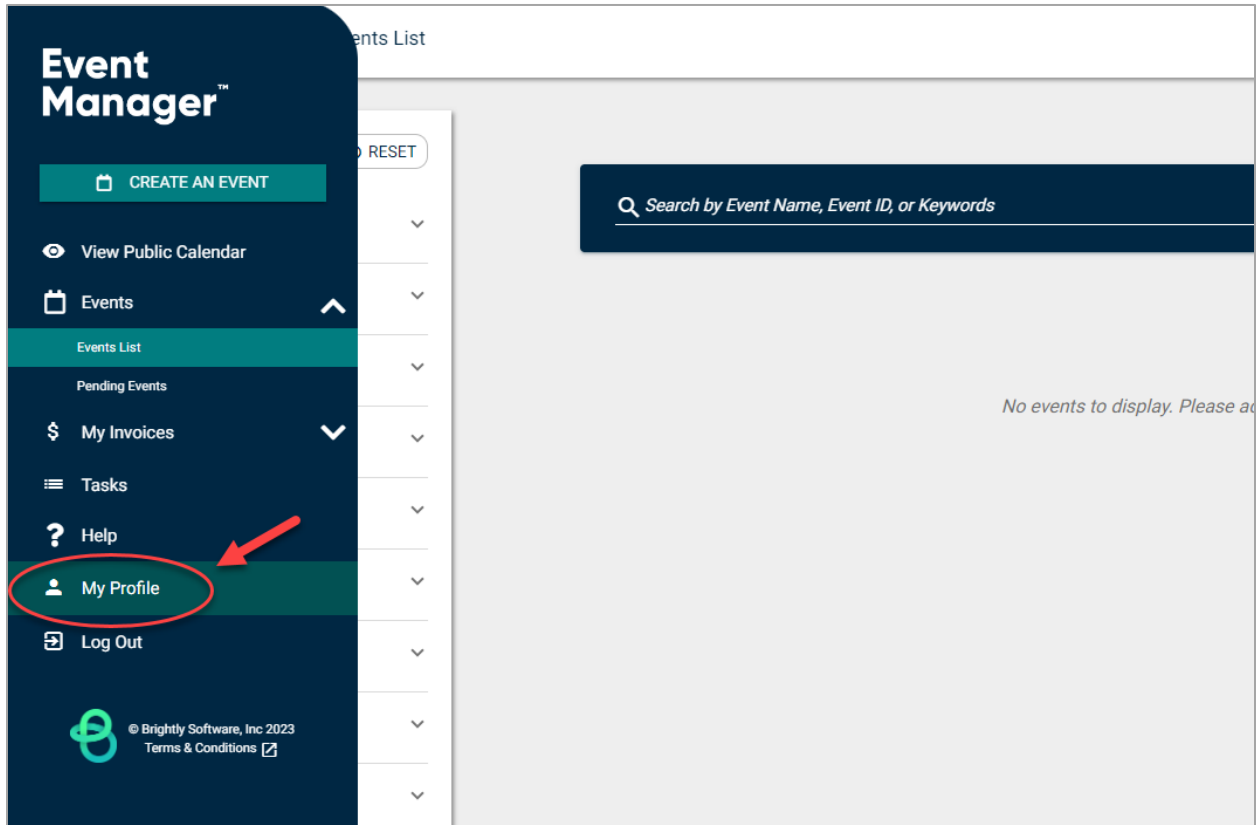 Event
Manager™
CREATE AN EVENT
View Public Calendar
Events
Events List
Pending Events
My Invoices
Tasks
Help
My Profile
Log Out
© Brightly Software, Inc 2023
Terms & Conditions
ents List
RESET
Search by Event Name, Event ID, or Keywords
No events to display. Please